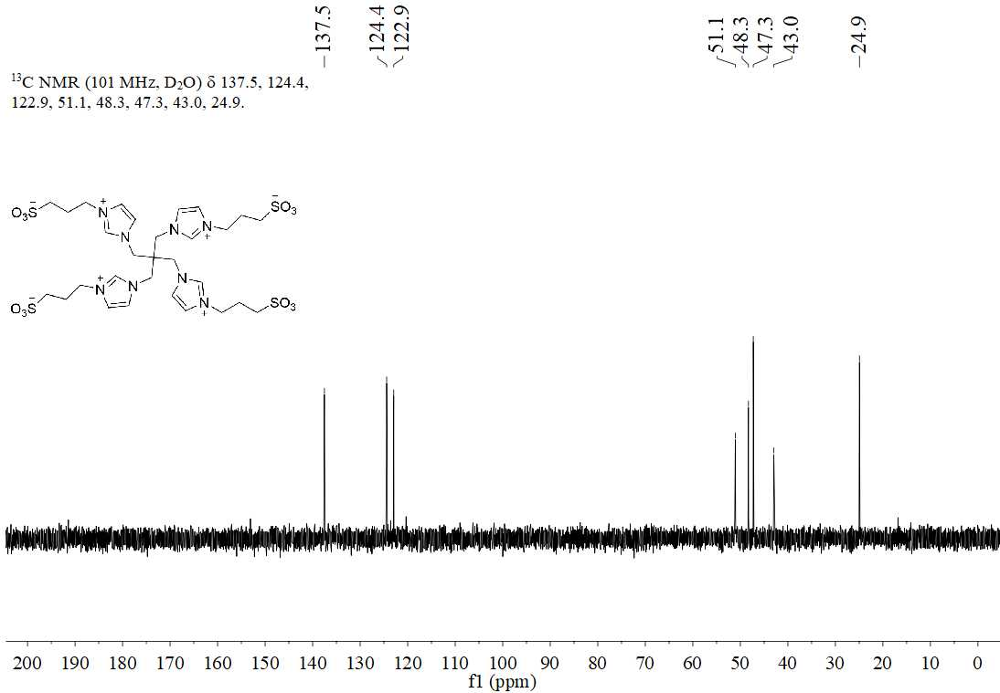 137.5
124.4
122.9
51.1
48.3
47.3
43.0
24.9
¹³C NMR (101 MHz, D₂O) δ 137.5, 124.4,
122.9, 51.1, 48.3, 47.3, 43.0, 24.9.
O₃S⁻ N⁺ N N N⁺ S⁻O₃
O₃S⁻ N⁺ N N N⁺ S⁻O₃
200 190 180 170 160 150 140 130 120 110 100 90 80 70 60 50 40 30 20 10 0
f1 (ppm)